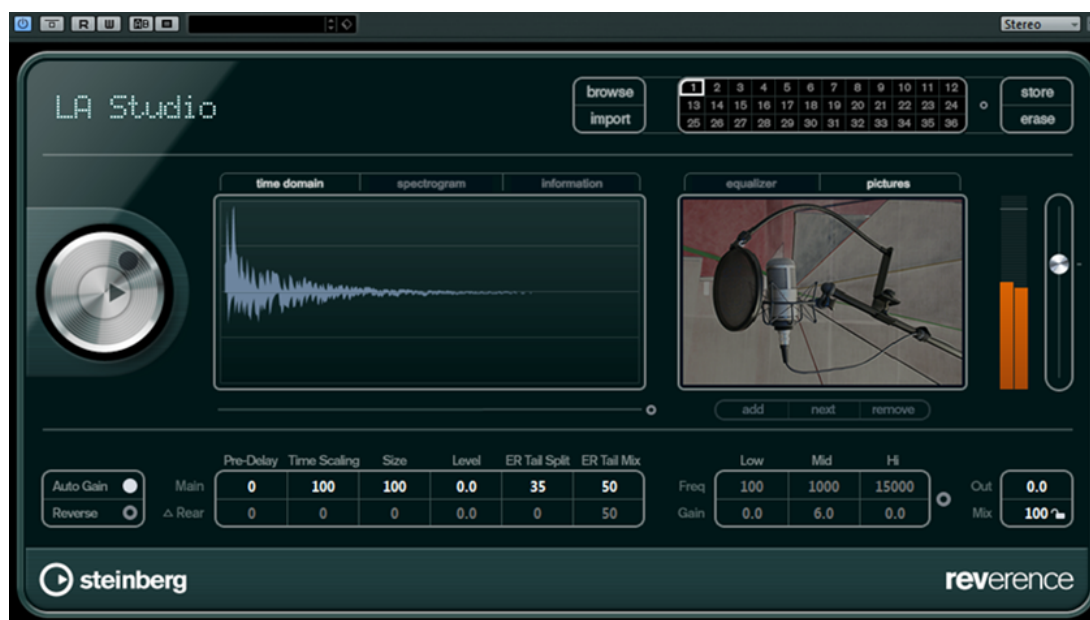 R W AB Stereo
LA Studio
browse
import
1 2 3 4 5 6 7 8 9 10 11 12
13 14 15 16 17 18 19 20 21 22 23 24
25 26 27 28 29 30 31 32 33 34 35 36
store
erase
time domain spectrogram information
equalizer pictures
add next remove
Pre-Delay Time Scaling Size Level ER Tail Split ER Tail Mix
Low Mid Hi
Auto Gain Main 0 100 100 0.0 35 50
Freq 100 1000 15000 Out 0.0
Reverse △ Rear 0 0 0 0.0 0 50
Gain 0.0 6.0 0.0 Mix 100
steinberg
reverence